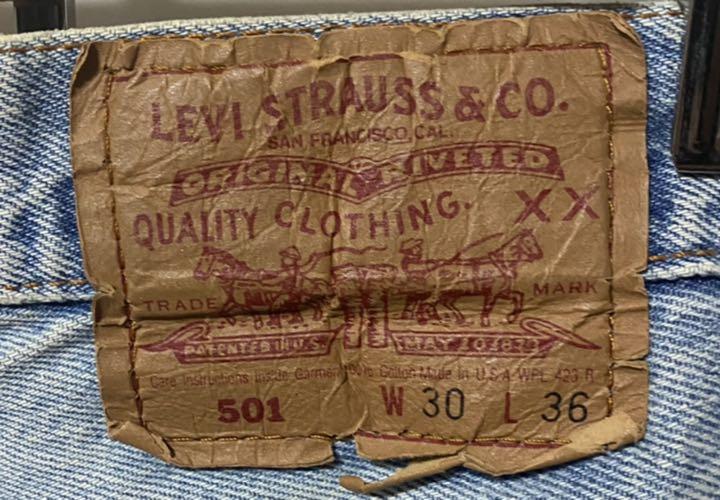 LEVI STRAUSS & CO.
SAN FRANCISCO, CAL.
ORIGINAL RIVETED
QUALITY CLOTHING. XX
TRADE MARK
PATENTED IN U.S. MAY 20 1873
Care Instructions Inside Garment Cotton Made in U.S.A. WPL 423 R
501 W 30 L 36